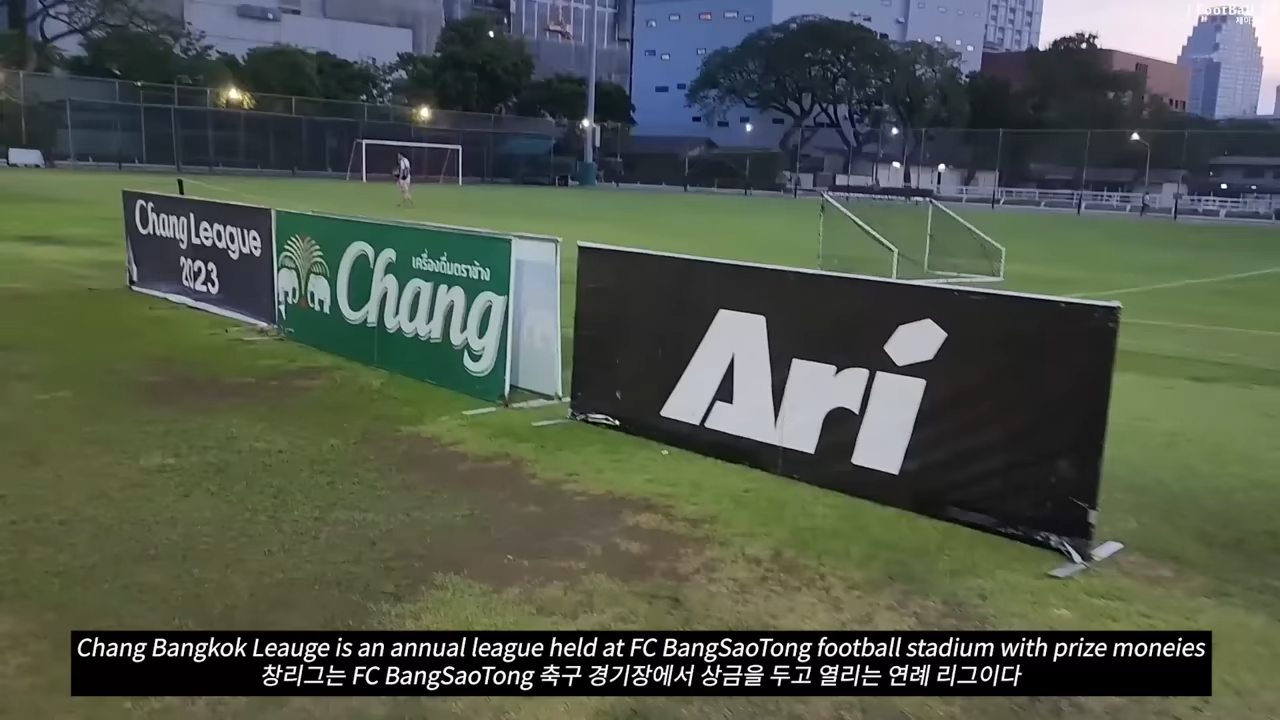 | FootBall
제이
Chang League
2023
เครื่องดื่มตราช้าง
Chang
Ari
Chang Bangkok Leauge is an annual league held at FC BangSaoTong football stadium with prize moneies
창리그는 FC BangSaoTong 축구 경기장에서 상금을 두고 열리는 연례 리그이다